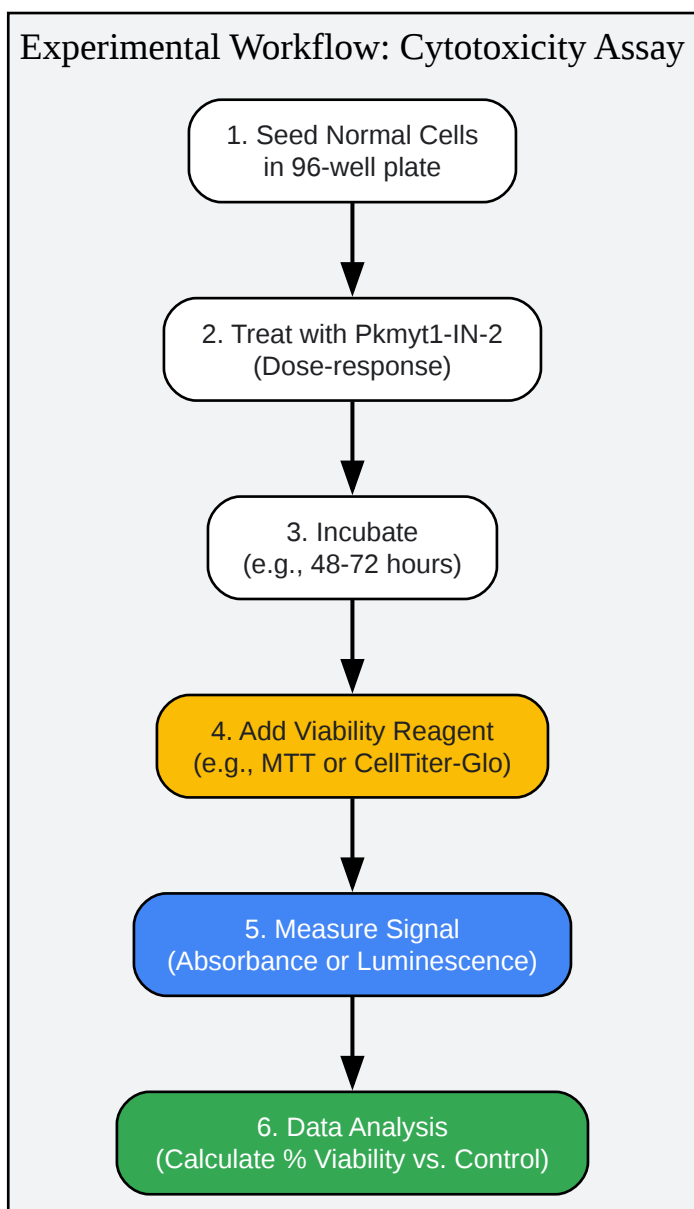 Experimental Workflow: Cytotoxicity Assay
1. Seed Normal Cells
in 96-well plate
2. Treat with Pkmyt1-IN-2
(Dose-response)
3. Incubate
(e.g., 48-72 hours)
4. Add Viability Reagent
(e.g., MTT or CellTiter-Glo)
5. Measure Signal
(Absorbance or Luminescence)
6. Data Analysis
(Calculate % Viability vs. Control)